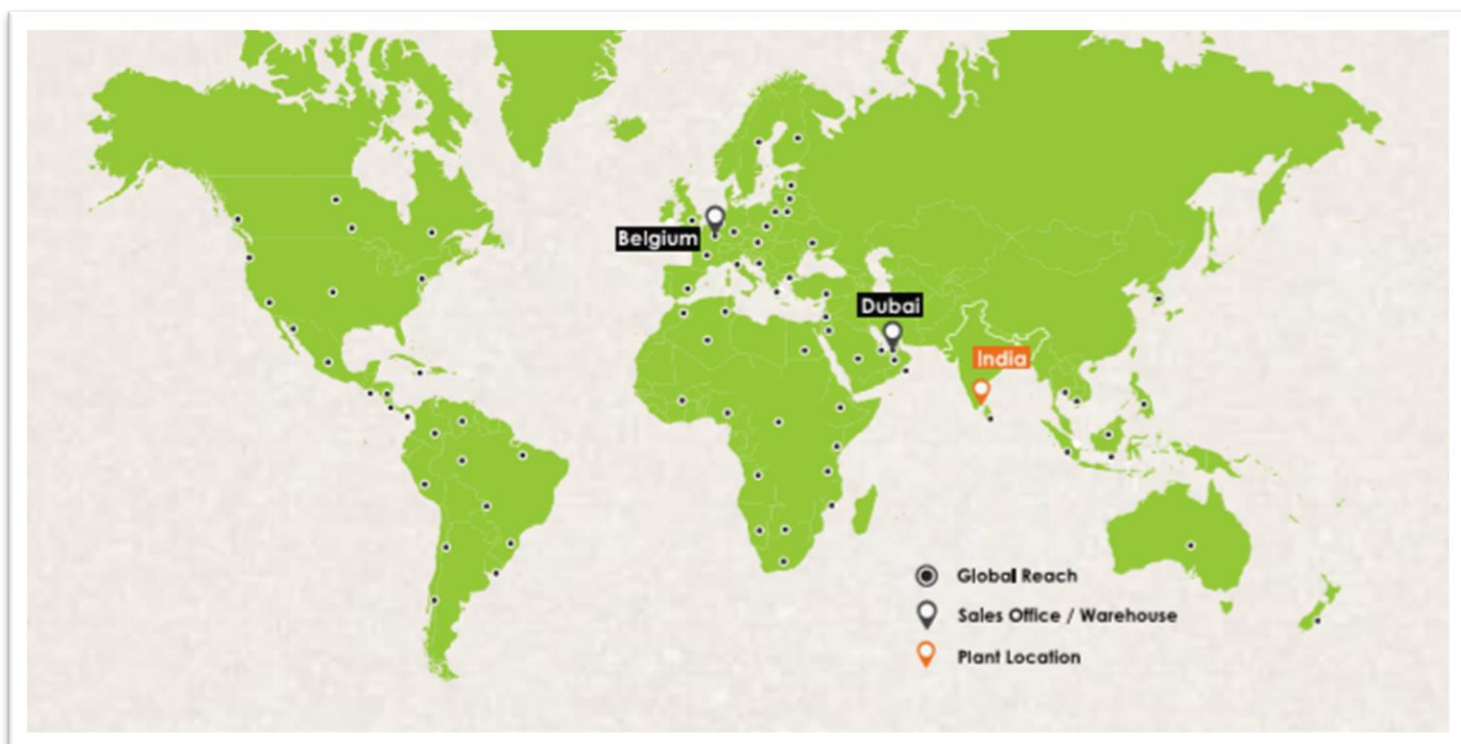 Belgium
Dubai
India
Global Reach
Sales Office / Warehouse
Plant Location